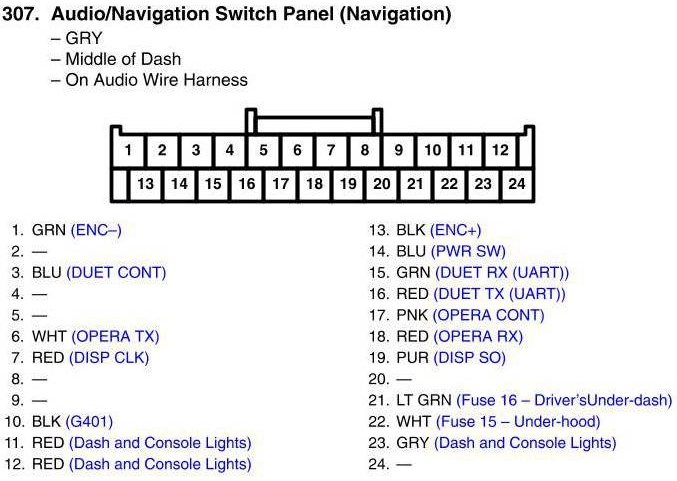 307. Audio/Navigation Switch Panel (Navigation)
– GRY
– Middle of Dash
– On Audio Wire Harness
1 2 3 4 5 6 7 8 9 10 11 12
13 14 15 16 17 18 19 20 21 22 23 24
1. GRN (ENC–)
2. —
3. BLU (DUET CONT)
4. —
5. —
6. WHT (OPERA TX)
7. RED (DISP CLK)
8. —
9. —
10. BLK (G401)
11. RED (Dash and Console Lights)
12. RED (Dash and Console Lights)
13. BLK (ENC+)
14. BLU (PWR SW)
15. GRN (DUET RX (UART))
16. RED (DUET TX (UART))
17. PNK (OPERA CONT)
18. RED (OPERA RX)
19. PUR (DISP SO)
20. —
21. LT GRN (Fuse 16 – Driver'sUnder-dash)
22. WHT (Fuse 15 – Under-hood)
23. GRY (Dash and Console Lights)
24. —